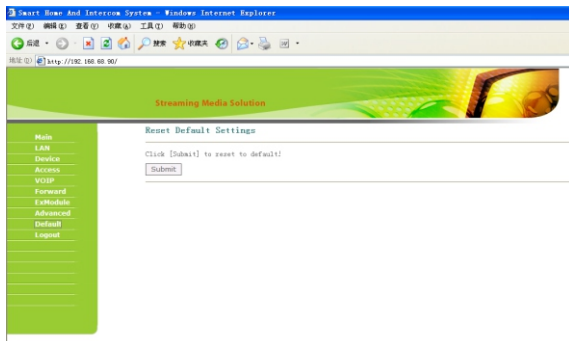 Smart Home And Intercom System - Windows Internet Explorer
文件(F) 编辑(E) 查看(V) 收藏(A) 工具(T) 帮助(H)
后退 搜索 收藏夹
地址(D) http://192.168.68.90/
Streaming Media Solution
Reset Default Settings
Click [Submit] to reset to default!
Submit
Main
LAN
Device
Access
VOIP
Forward
ExModule
Advanced
Default
Logout